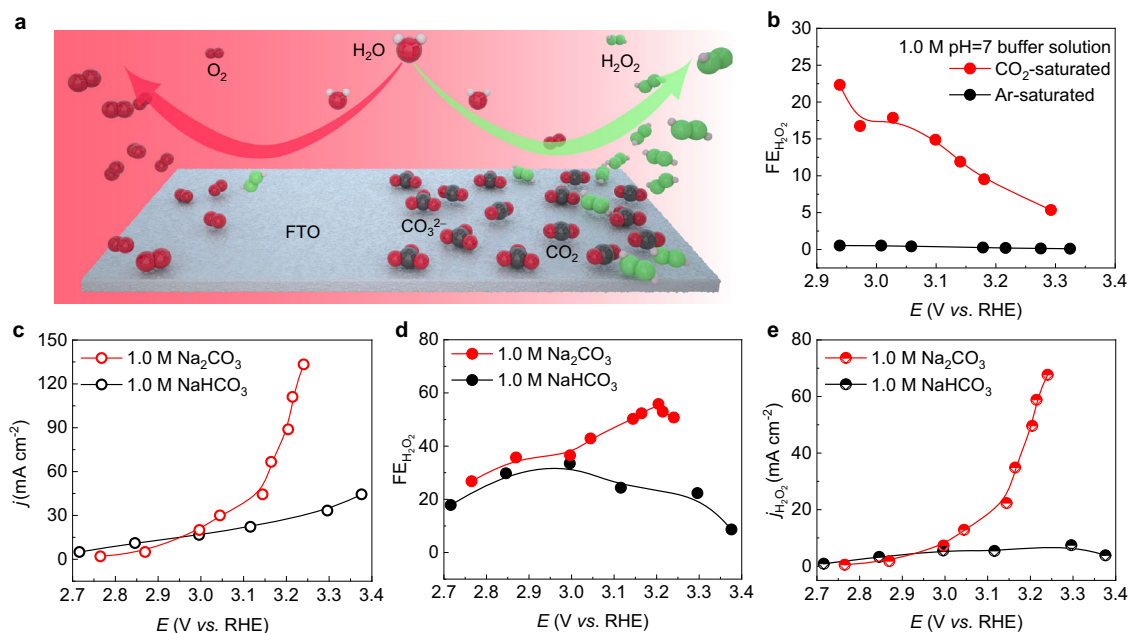 a
O₂
H₂O
H₂O₂
FTO
CO₃²⁻
CO₂
b
1.0 M pH=7 buffer solution
CO₂-saturated
Ar-saturated
FE_H₂O₂
30
25
20
15
10
5
0
2.9 3.0 3.1 3.2 3.3 3.4
E (V vs. RHE)
c
1.0 M Na₂CO₃
1.0 M NaHCO₃
j (mA cm⁻²)
150
120
90
60
30
0
2.7 2.8 2.9 3.0 3.1 3.2 3.3 3.4
E (V vs. RHE)
d
1.0 M Na₂CO₃
1.0 M NaHCO₃
FE_H₂O₂
80
60
40
20
0
2.7 2.8 2.9 3.0 3.1 3.2 3.3 3.4
E (V vs. RHE)
e
1.0 M Na₂CO₃
1.0 M NaHCO₃
j_H₂O₂ (mA cm⁻²)
80
60
40
20
0
2.7 2.8 2.9 3.0 3.1 3.2 3.3 3.4
E (V vs. RHE)